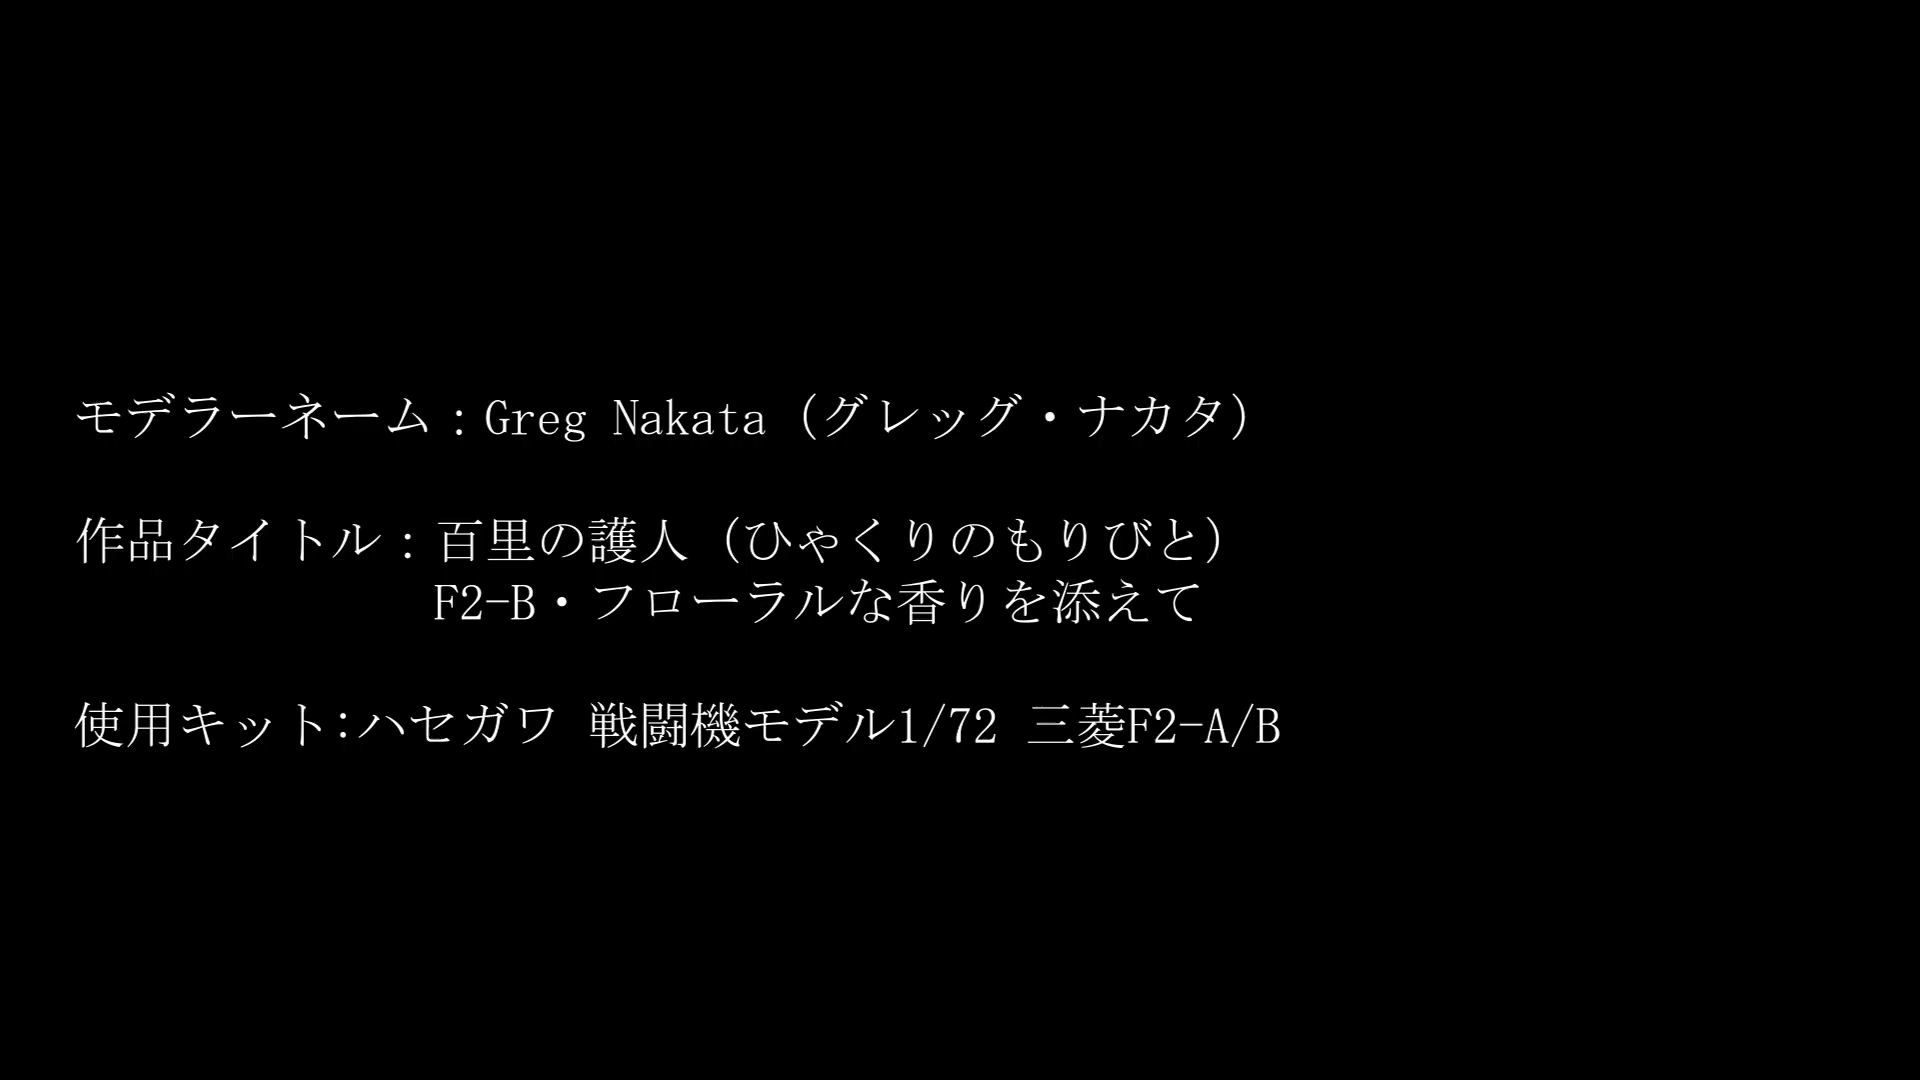 モデラーネーム：Greg Nakata（グレッグ・ナカタ）
作品タイトル：百里の護人（ひゃくりのもりびと）
F2-B・フローラルな香りを添えて
使用キット:ハセガワ 戦闘機モデル1/72 三菱F2-A/B